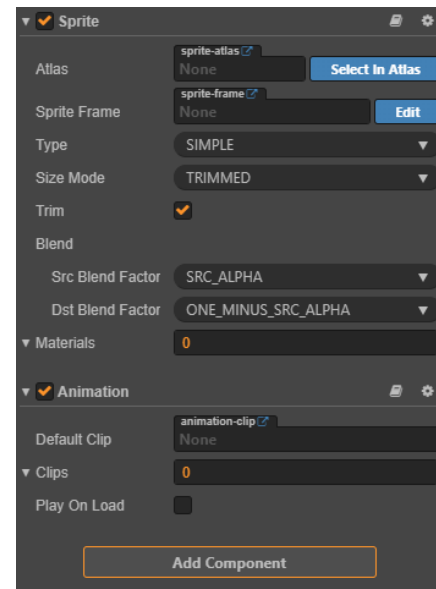 Sprite
sprite-atlas
Atlas None Select In Atlas
sprite-frame
Sprite Frame None Edit
Type SIMPLE
Size Mode TRIMMED
Trim
Blend
Src Blend Factor SRC_ALPHA
Dst Blend Factor ONE_MINUS_SRC_ALPHA
Materials 0
Animation
animation-clip
Default Clip None
Clips 0
Play On Load
Add Component